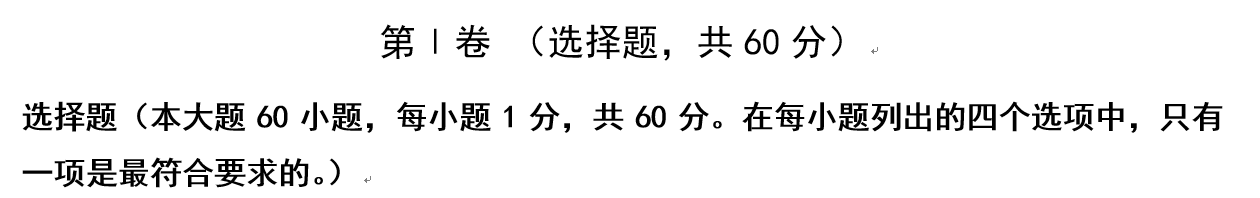 第Ⅰ卷 （选择题，共 60 分）
选择题（本大题 60 小题，每小题 1 分，共 60 分。在每小题列出的四个选项中，只有
一项是最符合要求的。）